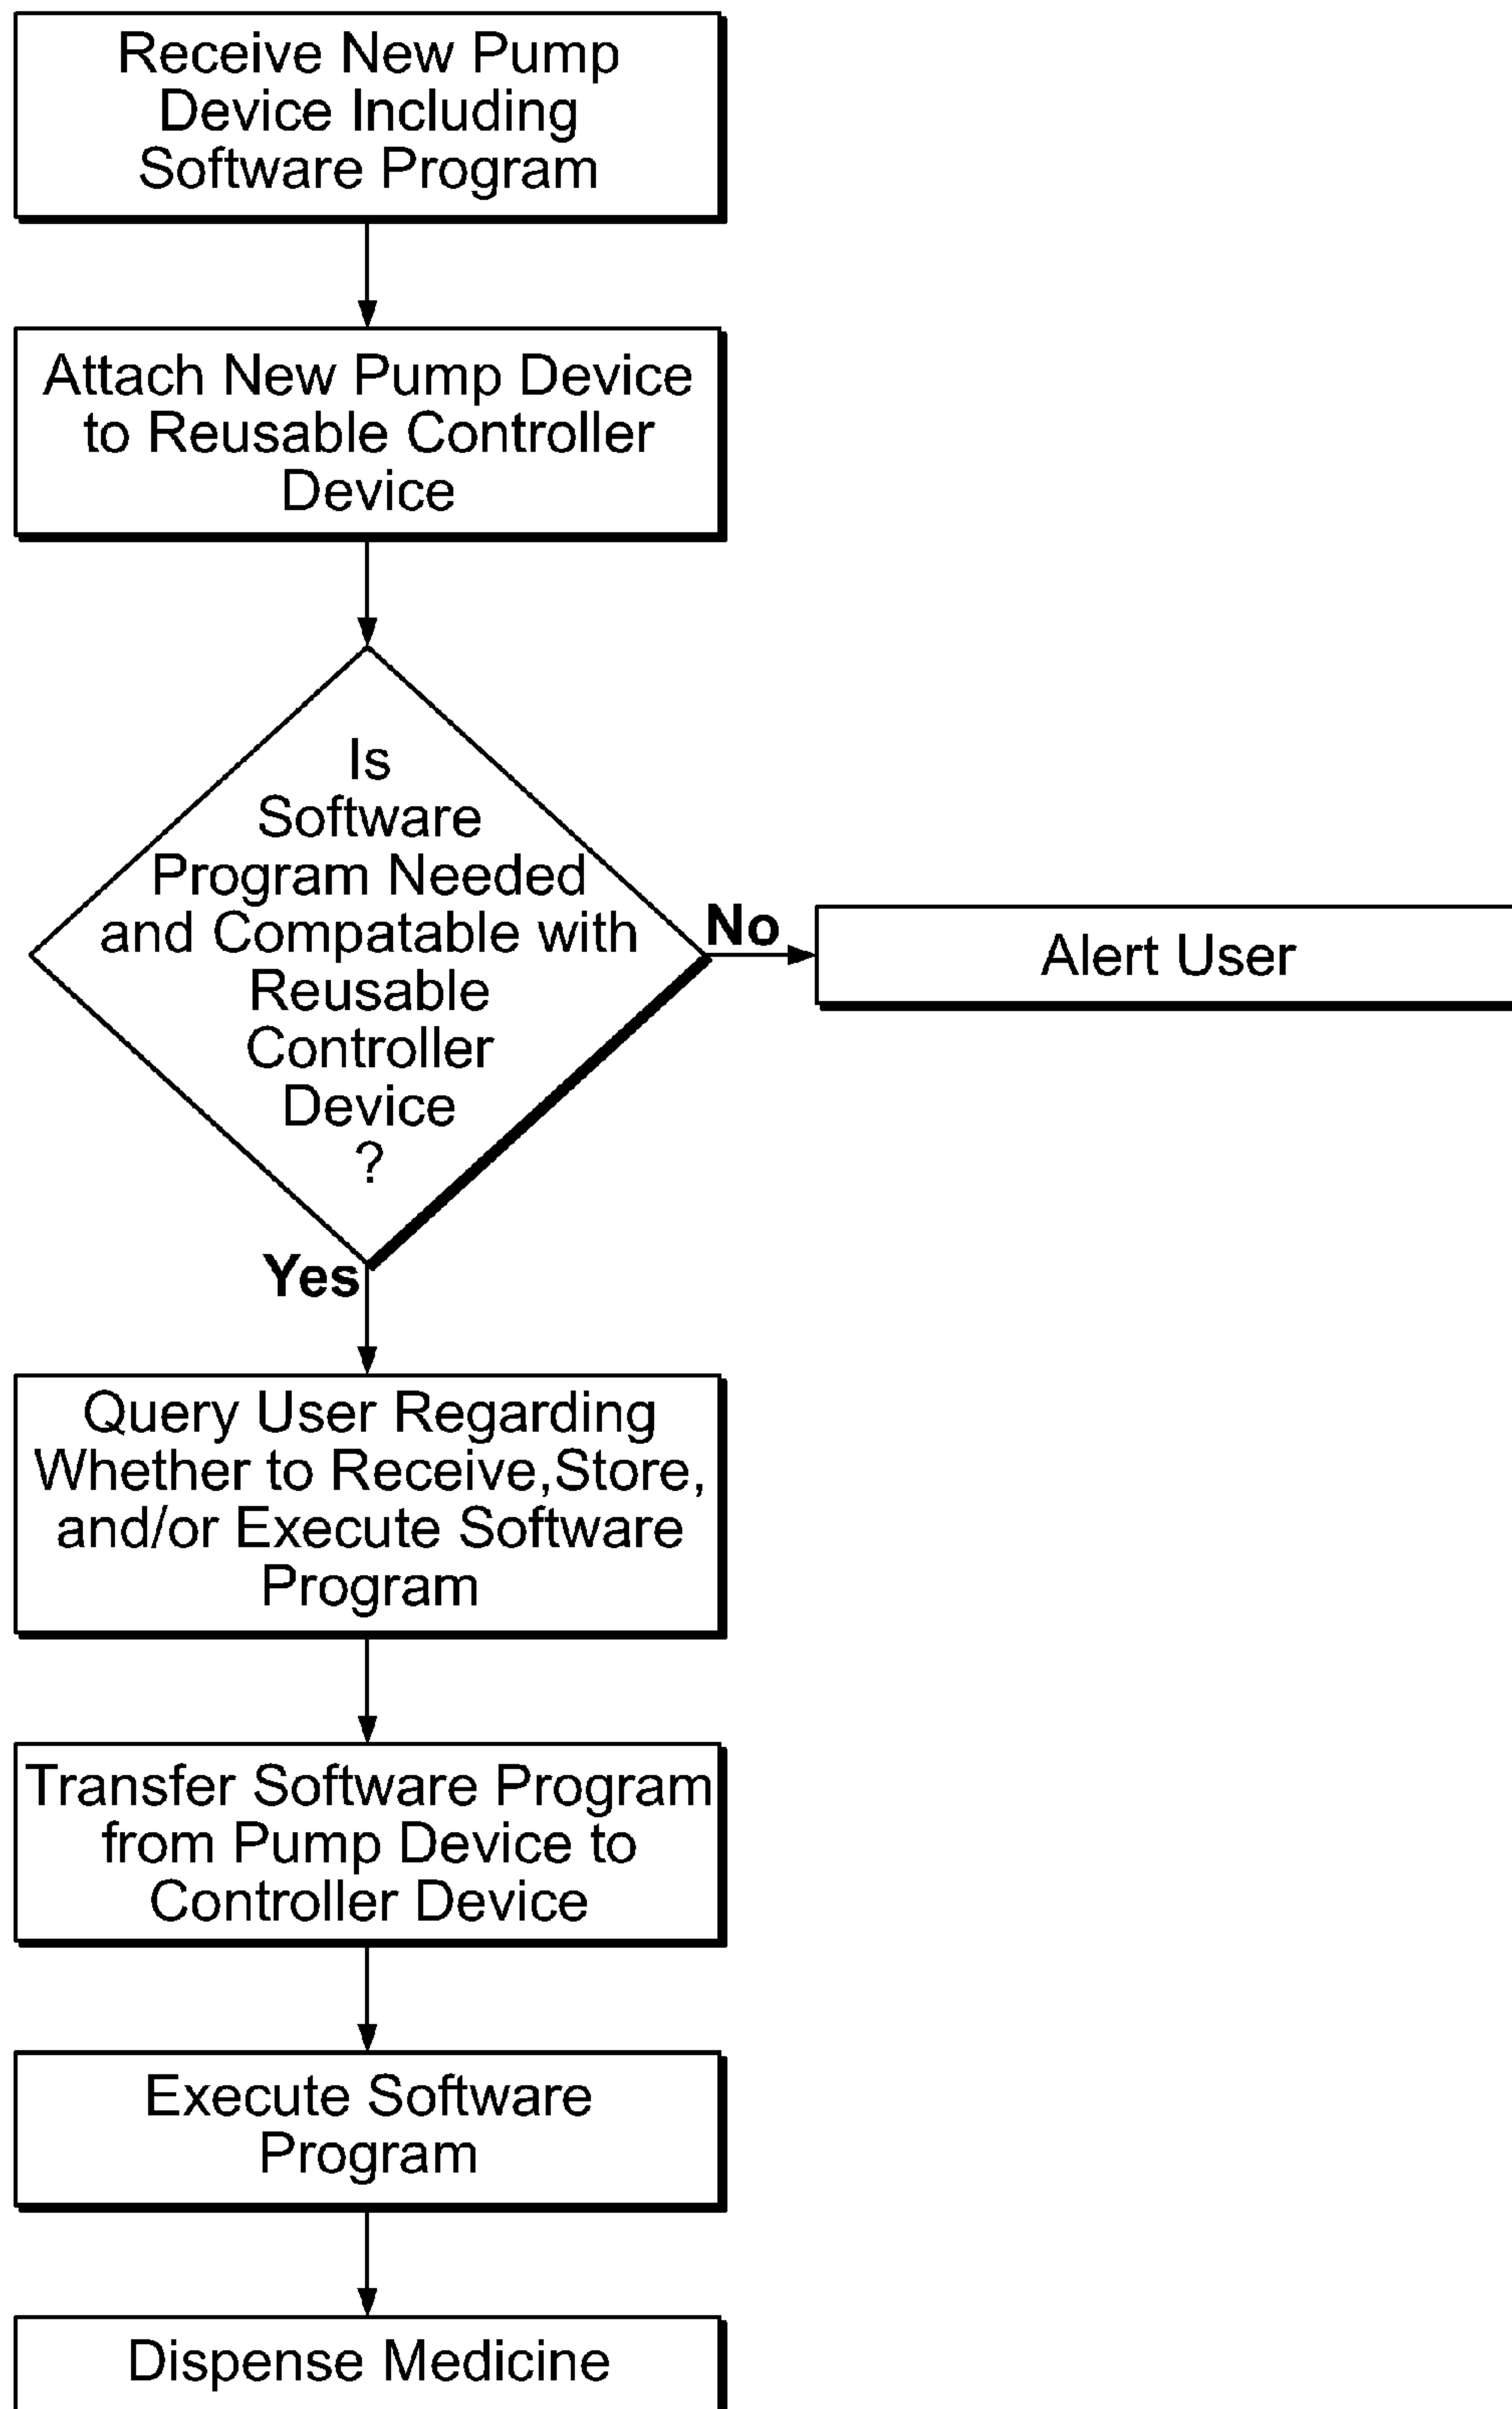 Receive New Pump
Device Including
Software Program
Attach New Pump Device
to Reusable Controller
Device
Is
Software
Program Needed
and Compatable with
Reusable
Controller
Device
?
No
Alert User
Yes
Query User Regarding
Whether to Receive,Store,
and/or Execute Software
Program
Transfer Software Program
from Pump Device to
Controller Device
Execute Software
Program
Dispense Medicine